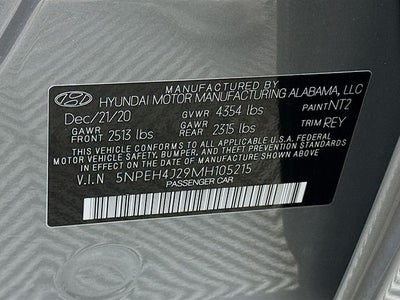 MANUFACTURED BY
HYUNDAI MOTOR MANUFACTURING ALABAMA, LLC
Dec/21/20 GVWR 4354 lbs PAINT NT2
GAWR FRONT 2513 lbs GAWR REAR 2315 lbs TRIM REY
THIS VEHICLE CONFORMS TO ALL APPLICABLE U.S.A. FEDERAL
MOTOR VEHICLE SAFETY, BUMPER, AND THEFT PREVENTION STANDARDS
IN EFFECT ON THE DATE OF MANUFACTURE SHOWN ABOVE.
V.I.N 5NPEH4J29MH105215
PASSENGER CAR